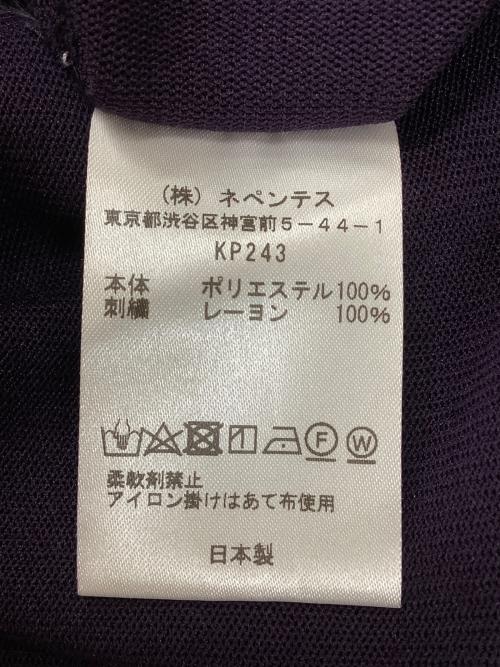 （株）ネペンテス
東京都渋谷区神宮前５－４４－１
KP243
本体 ポリエステル100%
刺繍 レーヨン 100%
F W
柔軟剤禁止
アイロン掛けはあて布使用
日本製